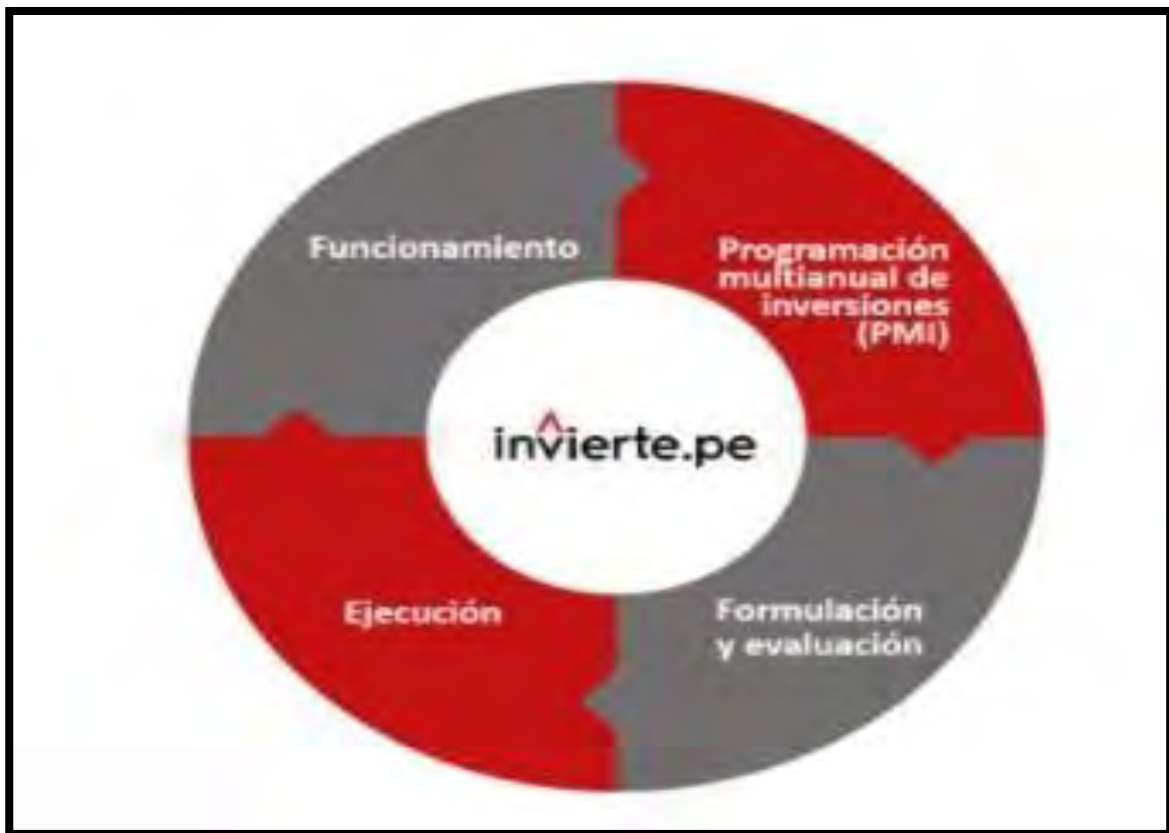 Funcionamiento
Programación
multianual de
inversiones
(PMI)
invierte.pe
Ejecución
Formulación
y evaluación